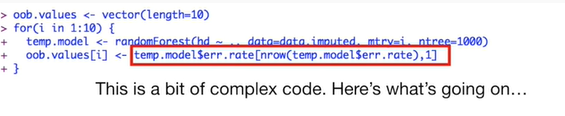 > oob.values <- vector(length=10)
> for(i in 1:10) {
+ temp.model <- randomForest(hd ~ ., data=data.imputed, mtry=i, ntree=1000)
+ oob.values[i] <- temp.model$err.rate[nrow(temp.model$err.rate),1]
+ }
This is a bit of complex code. Here's what's going on…